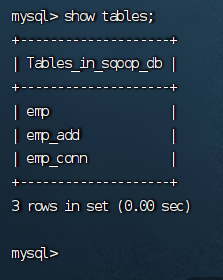 mysql> show tables;
+--------------------+
| Tables_in_sqoop_db |
+--------------------+
| emp                |
| emp_add            |
| emp_conn           |
+--------------------+
3 rows in set (0.00 sec)
mysql>